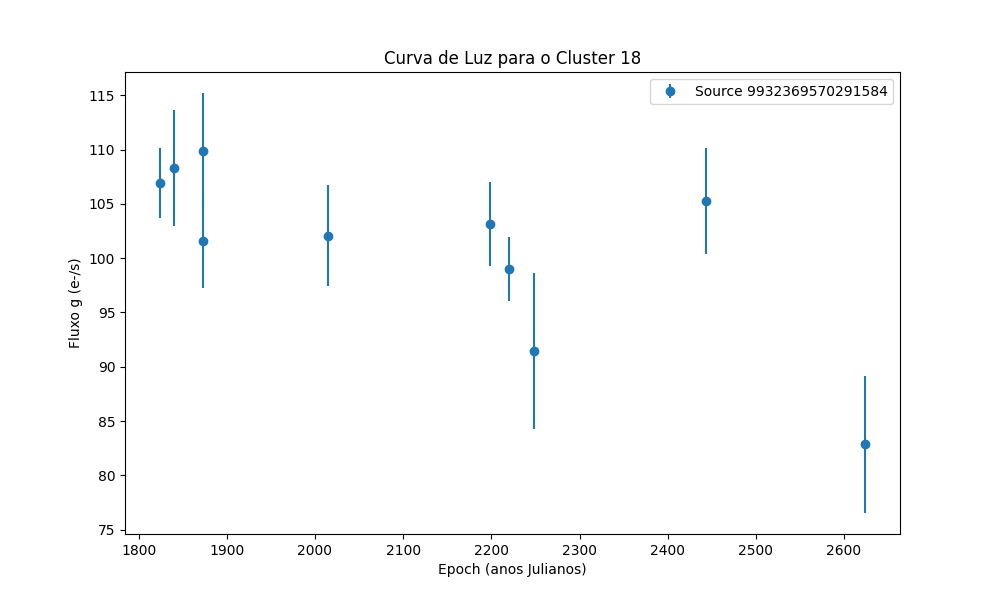 Curva de Luz para o Cluster 18
Source 9932369570291584
115
110
105
100
95
90
85
80
75
Fluxo g (e-/s)
1800 1900 2000 2100 2200 2300 2400 2500 2600
Epoch (anos Julianos)